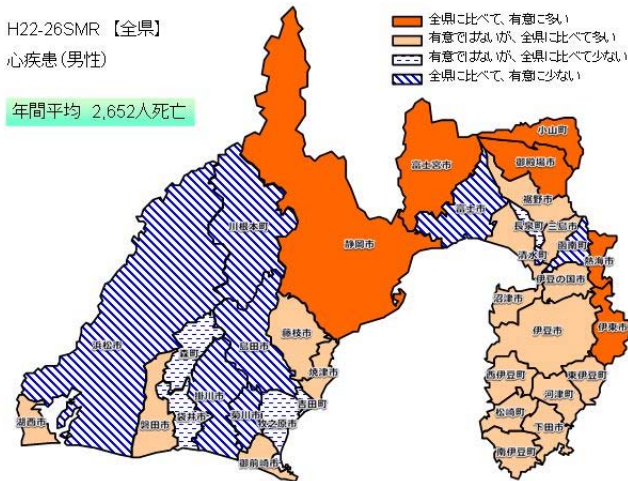 H22-26SMR 【全県】
心疾患(男性)
年間平均 2,652人死亡
全県に比べて、有意に多い
有意ではないが、全県に比べて多い
有意ではないが、全県に比べて少ない
全県に比べて、有意に少ない
小山町
富士宮市
御殿場市
裾野市
川根本町
富士市
長泉町
三島市
函南町
静岡市
清水町
熱海市
伊豆の国市
沼津市
藤枝市
伊豆市
伊東市
浜松市
島田市
森町
焼津市
西伊豆町
東伊豆町
掛川市
吉田町
河津町
湖西市
磐田市
袋井市
菊川市
牧之原市
松崎町
下田市
御前崎市
南伊豆町